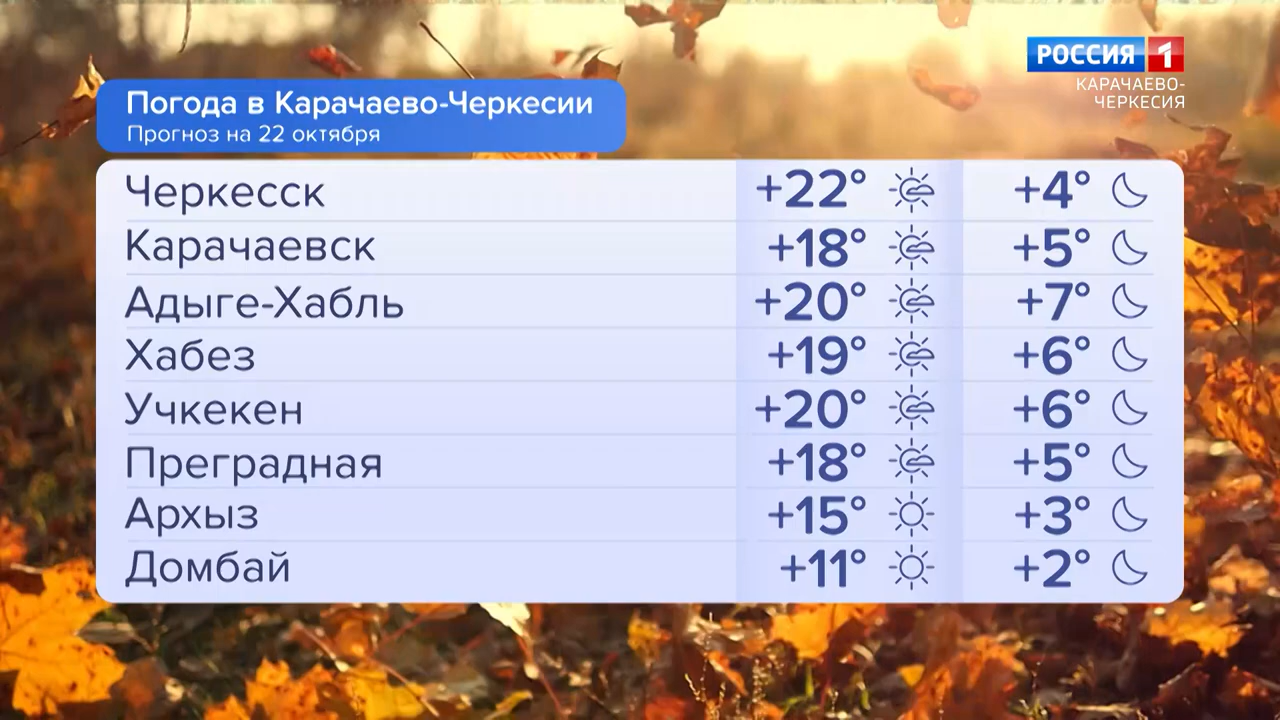 РОССИЯ 1
КАРАЧАЕВО-
ЧЕРКЕСИЯ
Погода в Карачаево-Черкесии
Прогноз на 22 октября
Черкесск +22° +4°
Карачаевск +18° +5°
Адыге-Хабль +20° +7°
Хабез +19° +6°
Учкекен +20° +6°
Преградная +18° +5°
Архыз +15° +3°
Домбай +11° +2°